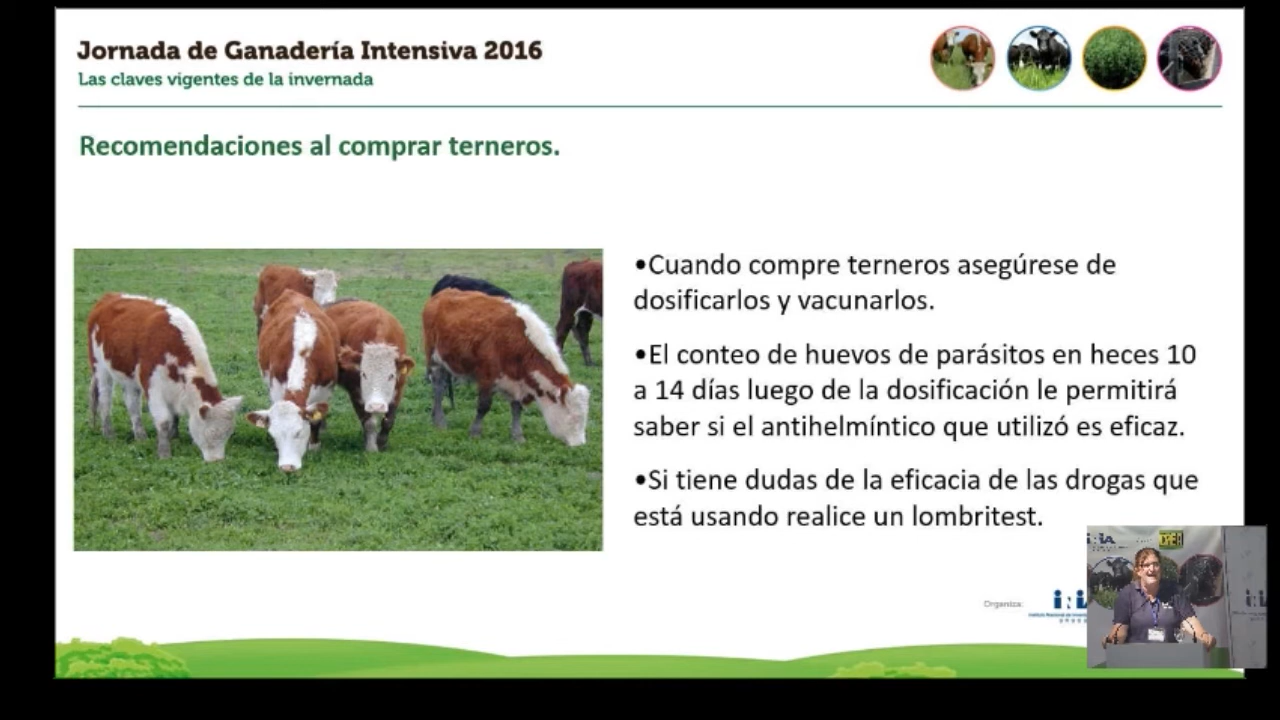 Jornada de Ganadería Intensiva 2016
Las claves vigentes de la invernada
Recomendaciones al comprar terneros.
•Cuando compre terneros asegúrese de
dosificarlos y vacunarlos.
•El conteo de huevos de parásitos en heces 10
a 14 días luego de la dosificación le permitirá
saber si el antihelmíntico que utilizó es eficaz.
•Si tiene dudas de la eficacia de las drogas que
está usando realice un lombritest.
Organiza: